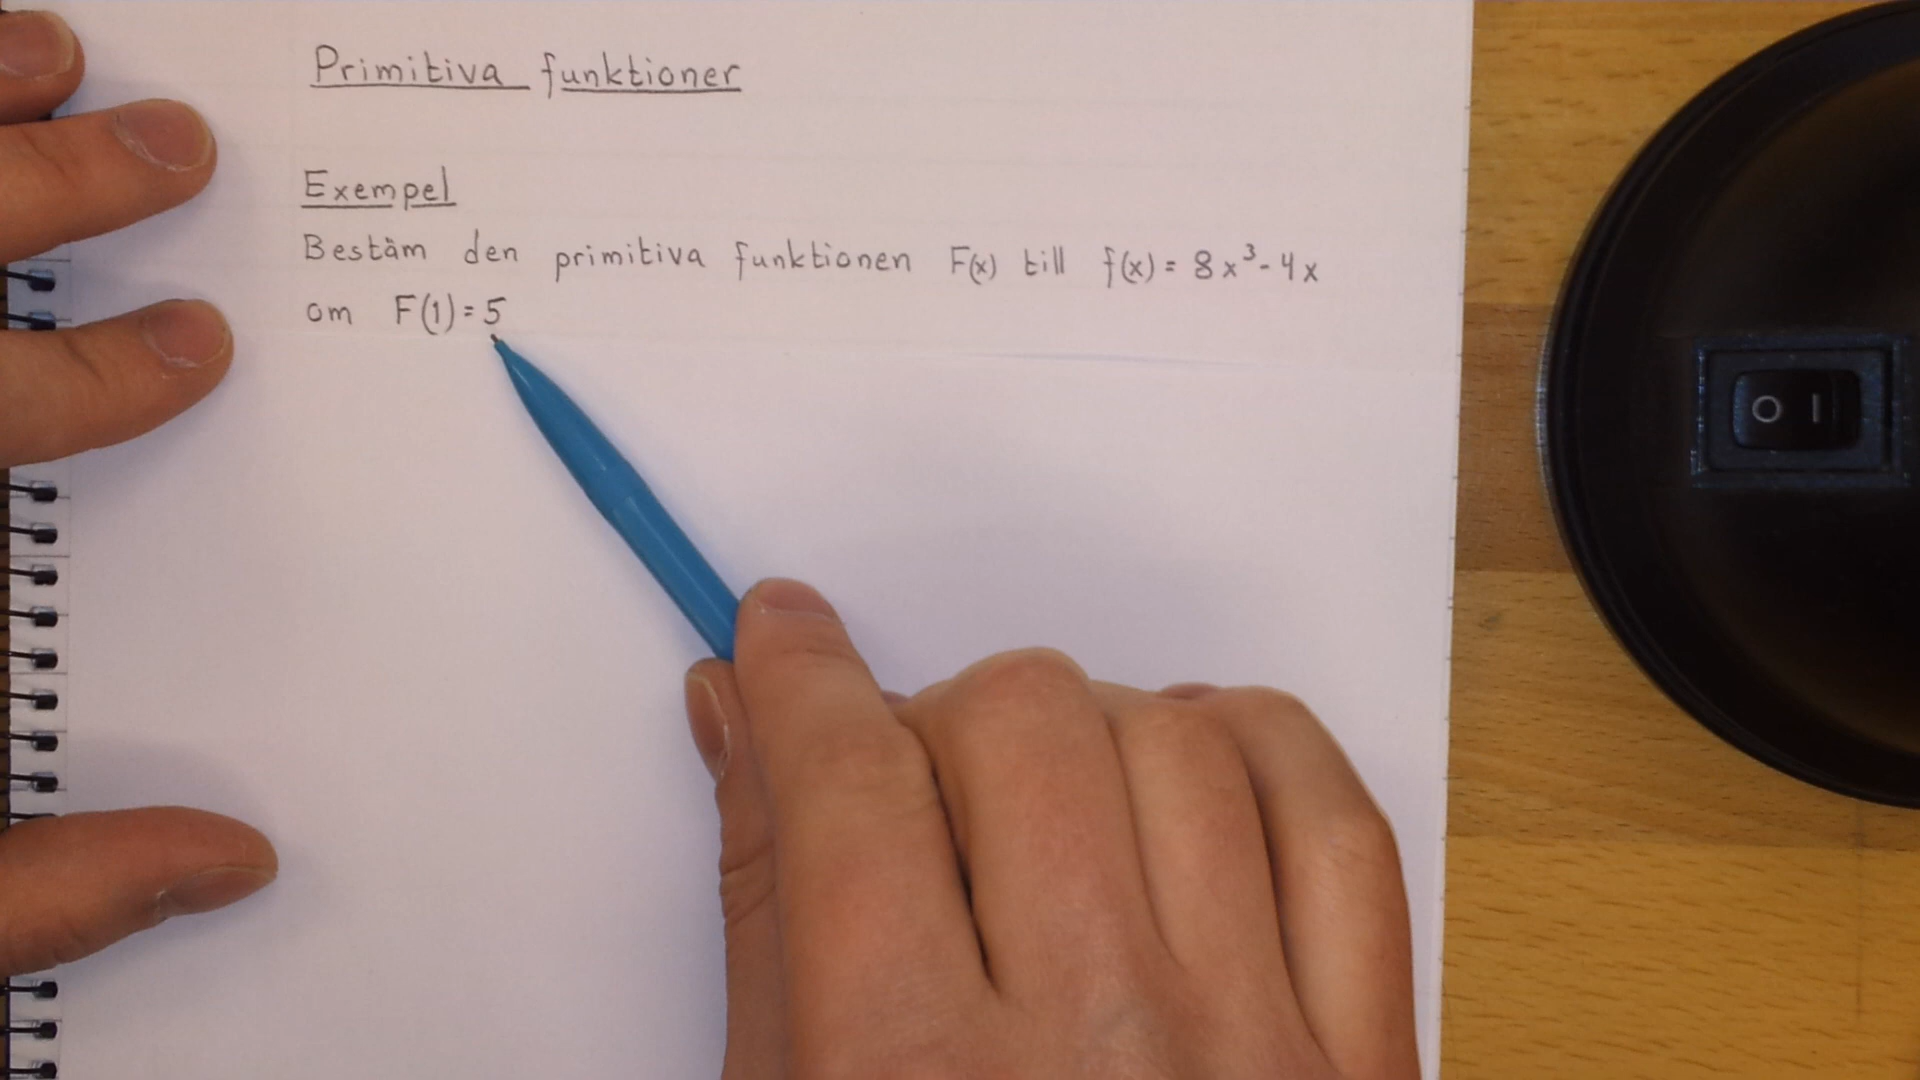 Primitiva funktioner
Exempel
Bestäm den primitiva funktionen F(x) till f(x) = 8x³ - 4x
om F(1) = 5
O I